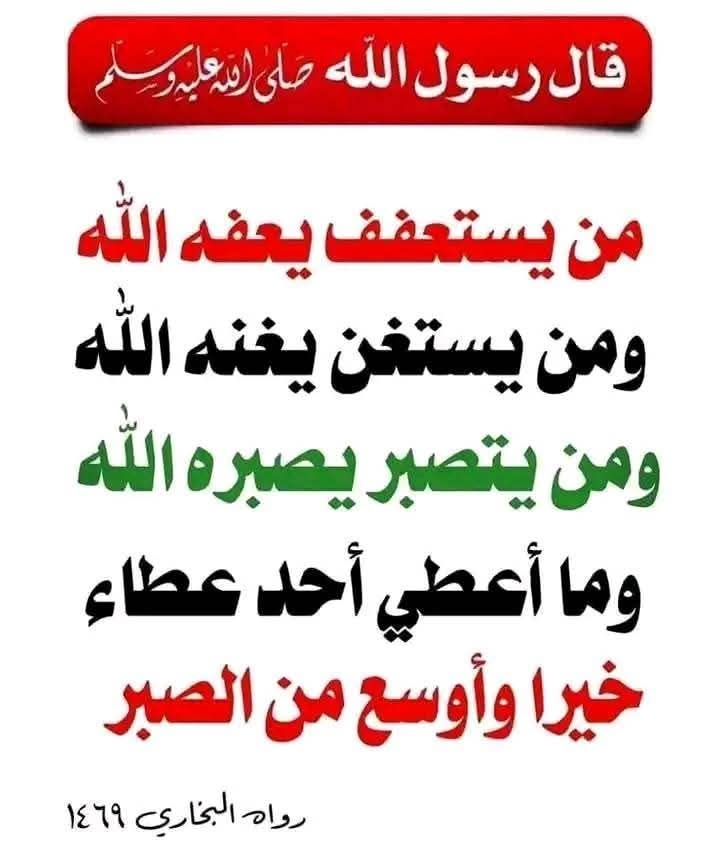 قال رسول الله صلى الله عليه وسلم
من يستعفف يعفه الله
ومن يستغن يغنه الله
ومن يتصبر يصبره الله
وما أعطي أحد عطاء
خيرا وأوسع من الصبر
رواه البخاري ١٤٦٩